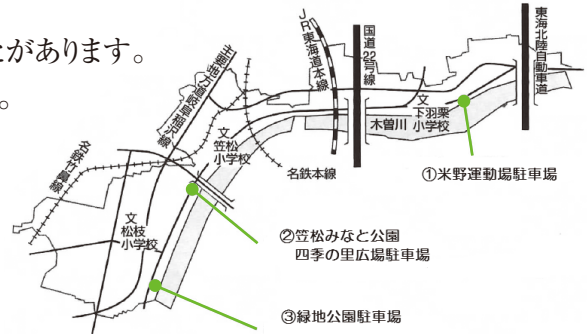 とがあります。
。
主要地方道岐阜稲沢線
JR東海道本線
国道22号線
東海北陸自動車道
名鉄竹鼻線
文
笠松
小学校
名鉄本線
木曽川
文
下羽栗
小学校
文
松枝
小学校
①米野運動場駐車場
②笠松みなと公園
四季の里広場駐車場
③緑地公園駐車場